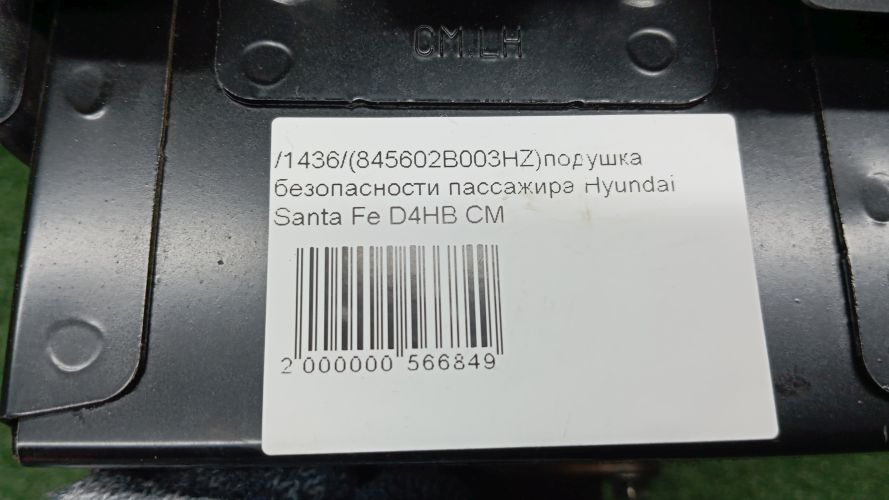 CM.LH
/1436/(845602B003HZ)подушка
безопасности пассажира Hyundai
Santa Fe D4HB CM
2 000000 566849